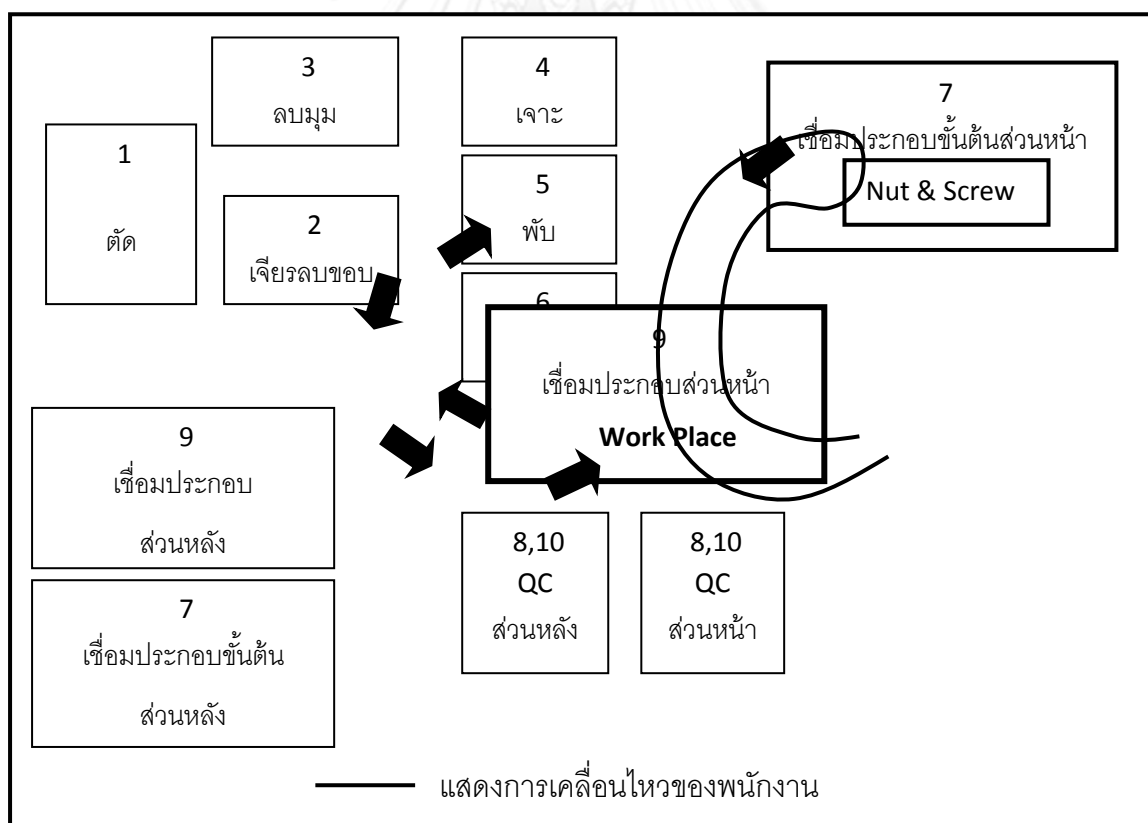 3
ลบมุม
4
เจาะ
7
เชื่อมประกอบขั้นต้นส่วนหน้า
Nut & Screw
1
ตัด
2
เจียรลบขอบ
5
พับ
6
9
เชื่อมประกอบส่วนหน้า
Work Place
9
เชื่อมประกอบ
ส่วนหลัง
7
เชื่อมประกอบขั้นต้น
ส่วนหลัง
8,10
QC
ส่วนหลัง
8,10
QC
ส่วนหน้า
แสดงการเคลื่อนไหวของพนักงาน